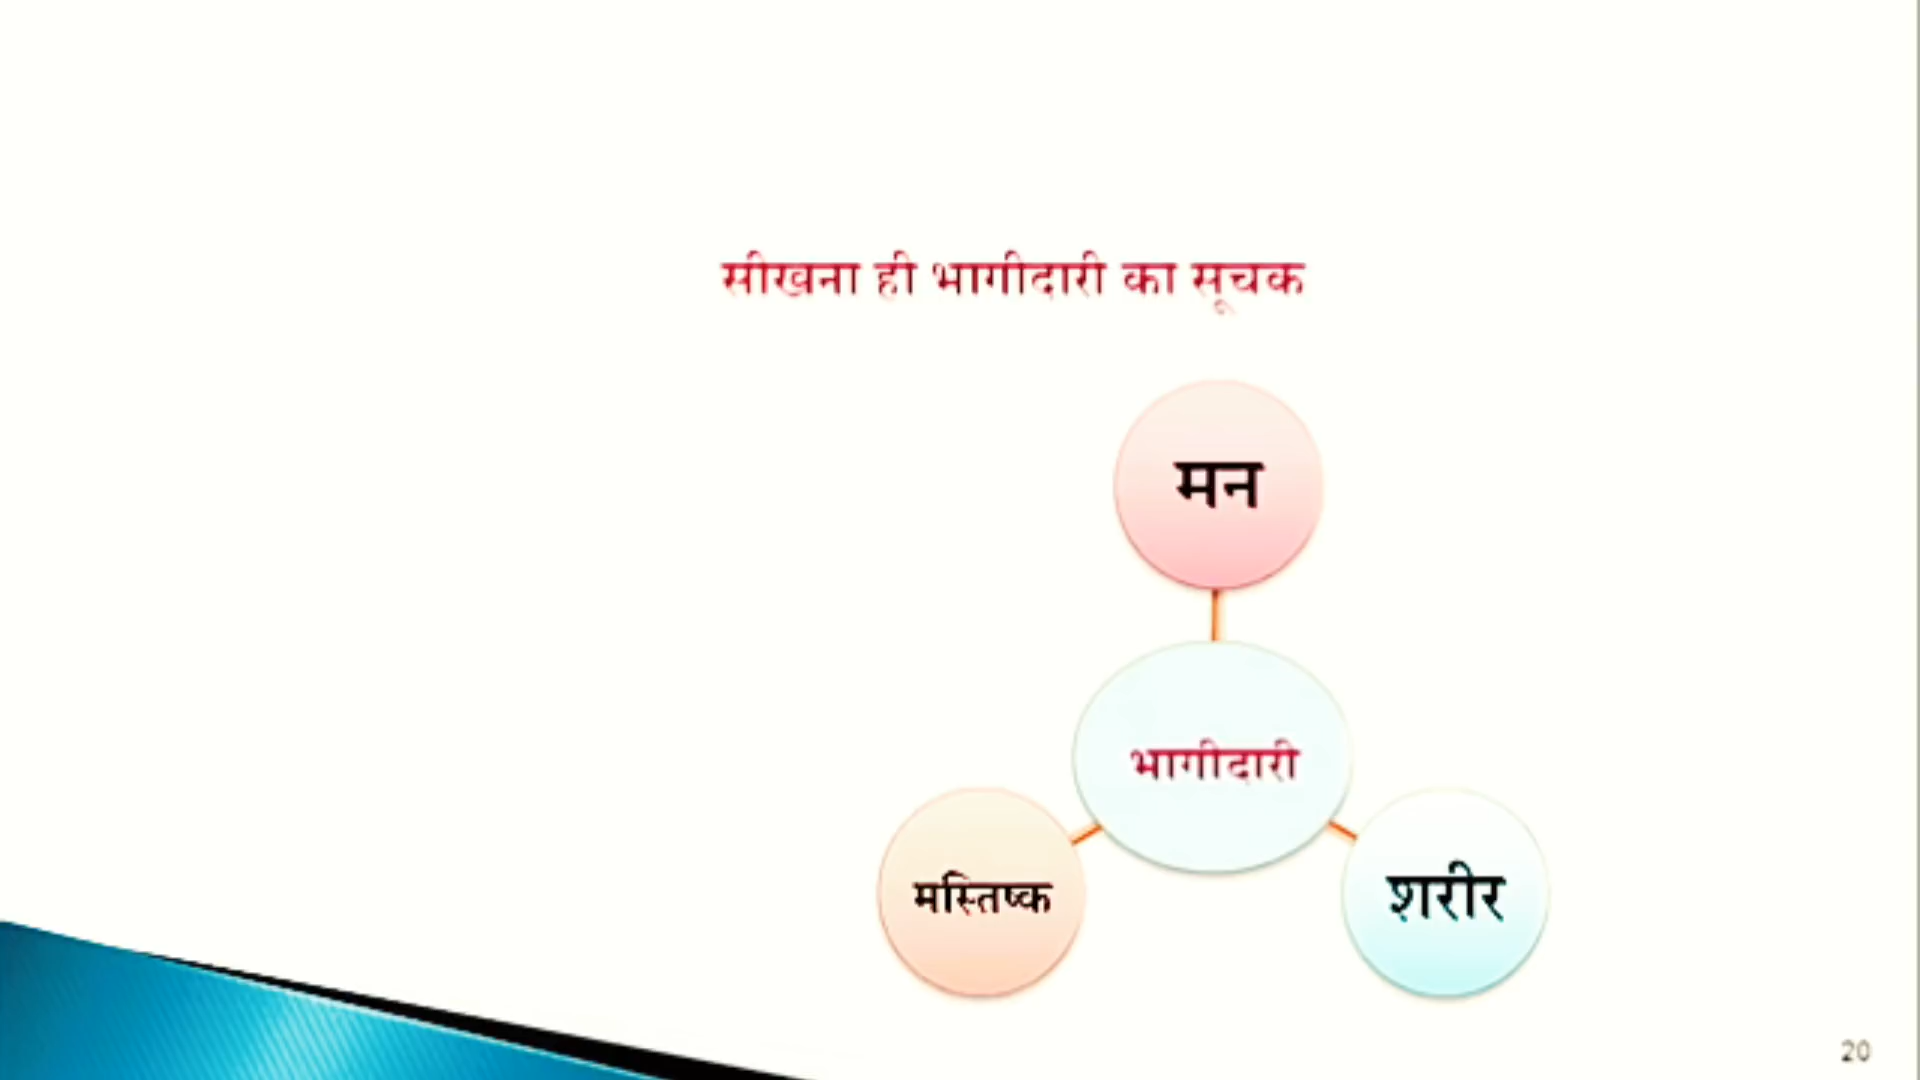 सीखना ही भागीदारी का सूचक
मन
भागीदारी
मस्तिष्क
शरीर
20